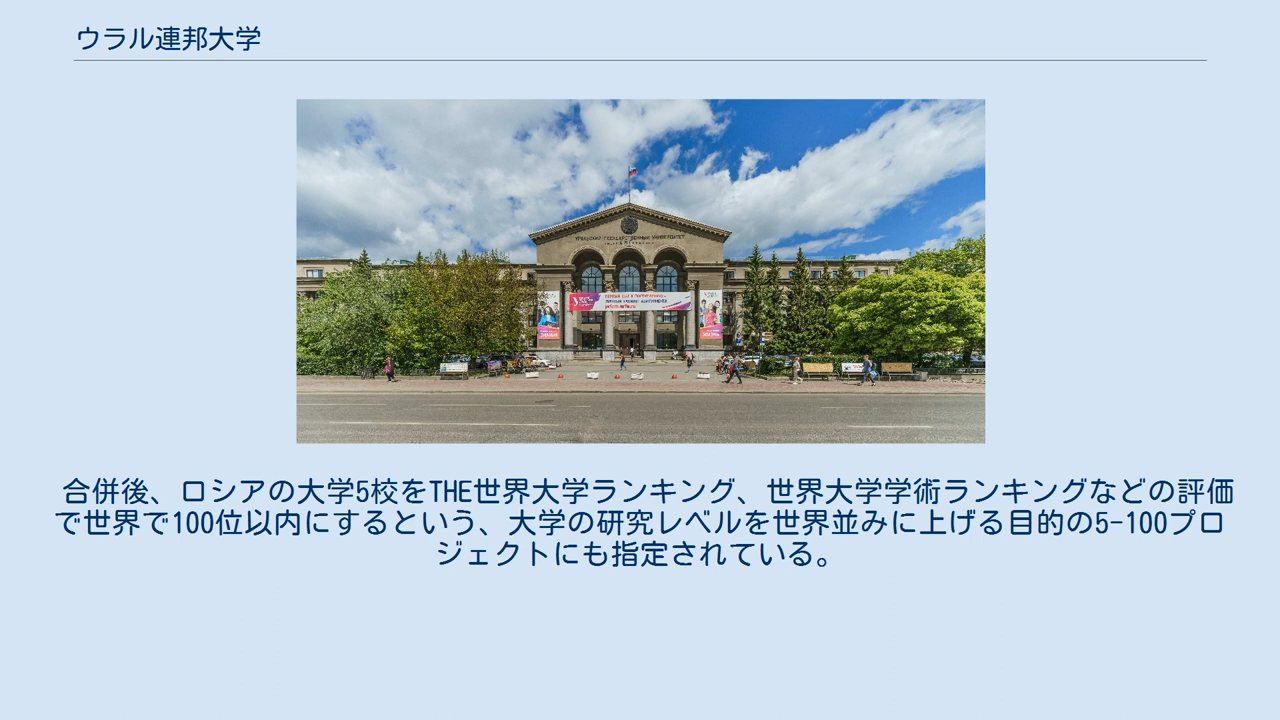 ウラル連邦大学
УРАЛЬСКИЙ ГОСУДАРСТВЕННЫЙ УНИВЕРСИТЕТ
合併後、ロシアの大学5校をTHE世界大学ランキング、世界大学学術ランキングなどの評価
で世界で100位以内にするという、大学の研究レベルを世界並みに上げる目的の5-100プロ
ジェクトにも指定されている。